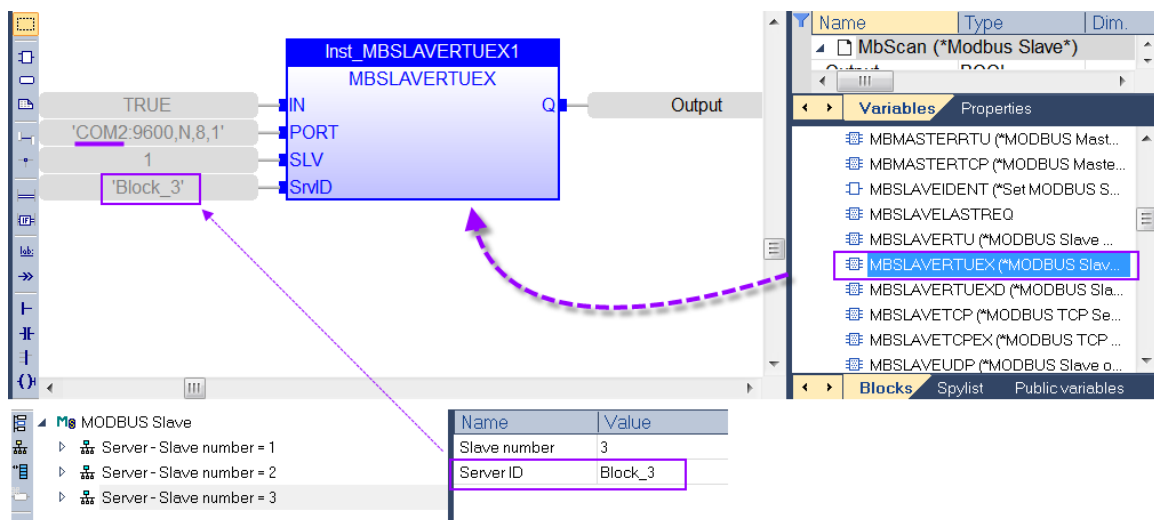 Inst_MBSLAVERTUEX1
MBSLAVERTUEX
TRUE
IN
Q
Output
'COM2:9600,N,8,1'
PORT
1
SLV
'Block_3'
SrvID
Name
Type
Dim.
MbScan (*Modbus Slave*)
Variables
Properties
MBMASTERRTU (*MODBUS Mast...
MBMASTERTCP (*MODBUS Maste...
MBSLAVEIDENT (*Set MODBUS S...
MBSLAVELASTREQ
MBSLAVERTU (*MODBUS Slave ...
MBSLAVERTUEX (*MODBUS Slav...
MBSLAVERTUEXD (*MODBUS Sla...
MBSLAVETCP (*MODBUS TCP Se...
MBSLAVETCPEX (*MODBUS TCP ...
MBSLAVEUDP (*MODBUS Slave o...
Blocks
Spylist
Public variables
MODBUS Slave
Server - Slave number = 1
Server - Slave number = 2
Server - Slave number = 3
Name
Value
Slave number
3
Server ID
Block_3